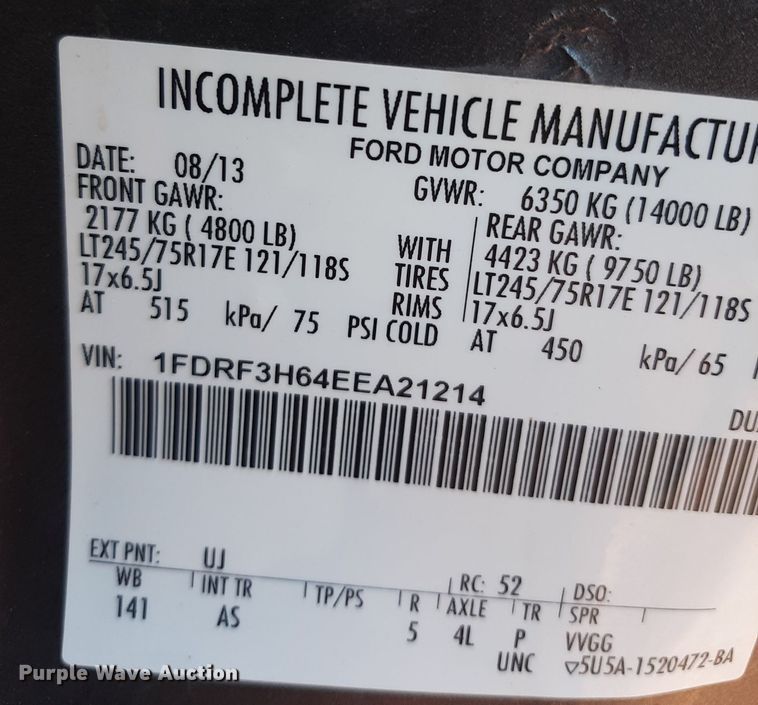 INCOMPLETE VEHICLE MANUFACTU
FORD MOTOR COMPANY
DATE: 08/13 GVWR: 6350 KG (14000 LB)
FRONT GAWR: REAR GAWR:
2177 KG ( 4800 LB) WITH 4423 KG ( 9750 LB)
LT245/75R17E 121/118S TIRES LT245/75R17E 121/118S
17x6.5J RIMS 17x6.5J
AT 515 kPa/ 75 PSI COLD AT 450 kPa/ 65
VIN: 1FDRF3H64EEA21214
DU
EXT PNT: UJ RC: 52 DSO:
WB INT TR TP/PS R AXLE TR SPR
141 AS 5 4L P VVGG
UNC ▽5U5A-1520472-BA
Purple Wave Auction